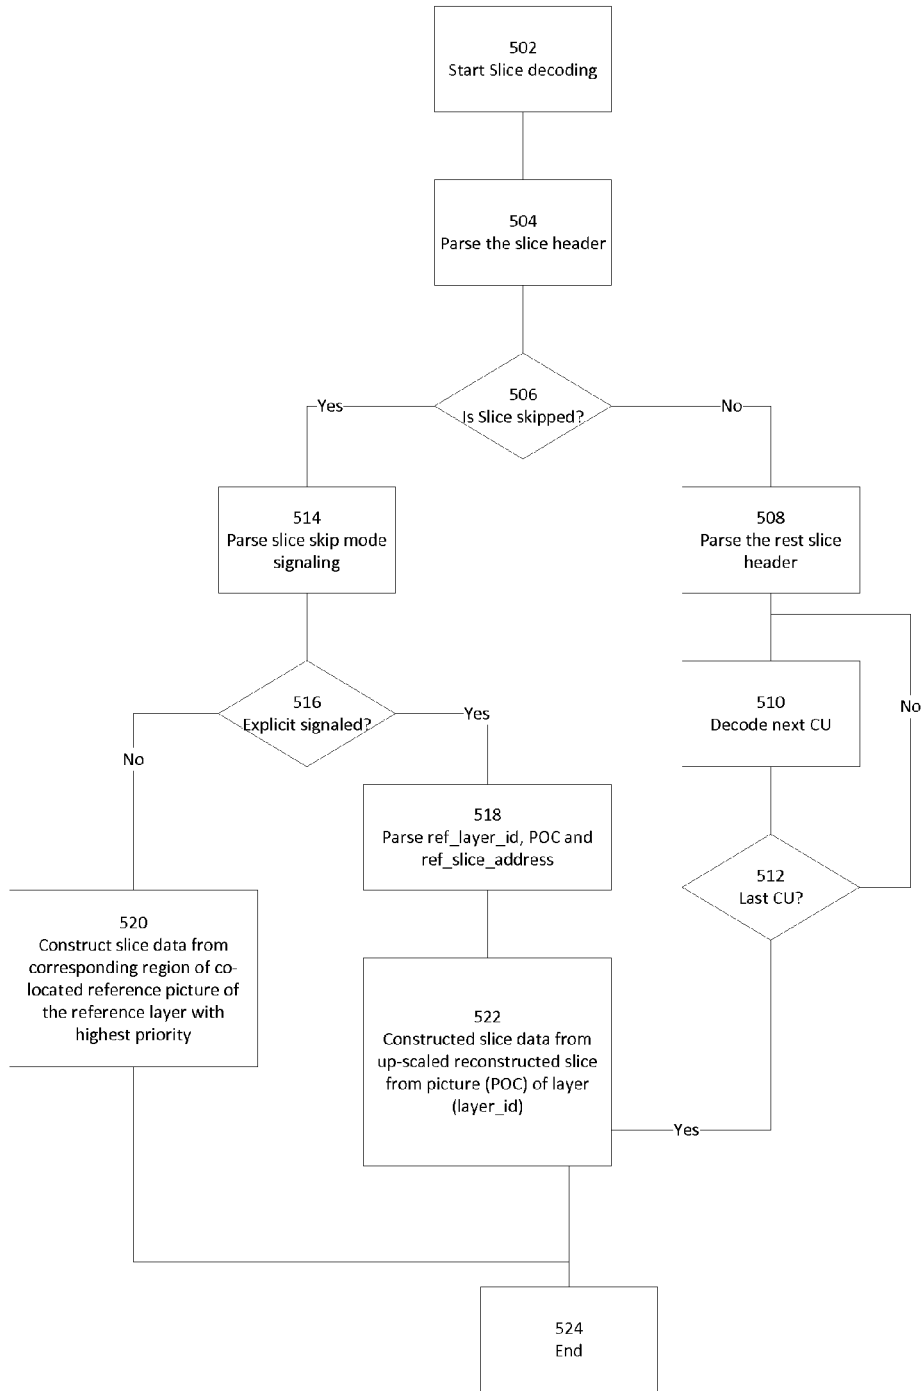 502
Start Slice decoding
504
Parse the slice header
506
Is Slice skipped?
Yes
No
514
Parse slice skip mode
signaling
508
Parse the rest slice
header
516
Explicit signaled?
Yes
No
510
Decode next CU
No
518
Parse ref_layer_id, POC and
ref_slice_address
512
Last CU?
520
Construct slice data from
corresponding region of co-
located reference picture of
the reference layer with
highest priority
522
Constructed slice data from
up-scaled reconstructed slice
from picture (POC) of layer
(layer_id)
Yes
524
End